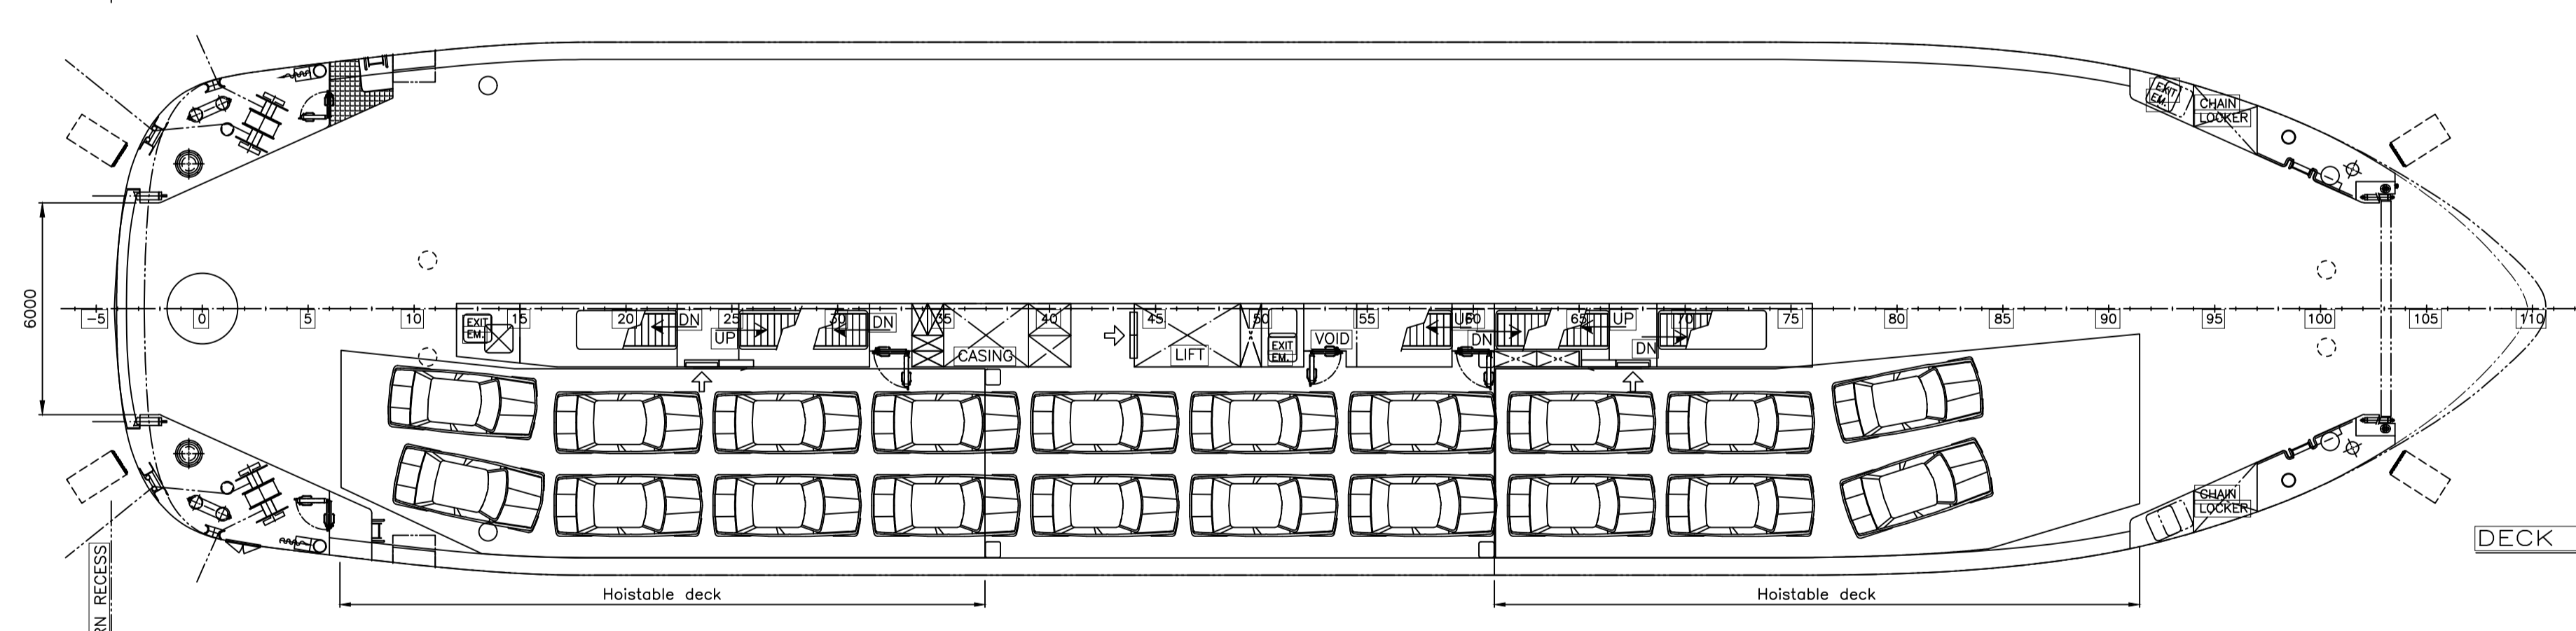 EXIT
EM.
CHAIN
LOCKER
6000
-5
0
5
10
15
20
25
30
35
40
45
50
55
60
65
70
75
80
85
90
95
100
105
110
EXIT
EM.
DN
UP
DN
CASING
LIFT
EXIT
EM.
VOID
UP
DN
UP
DN
CHAIN
LOCKER
DECK
RN RECESS
Hoistable deck
Hoistable deck